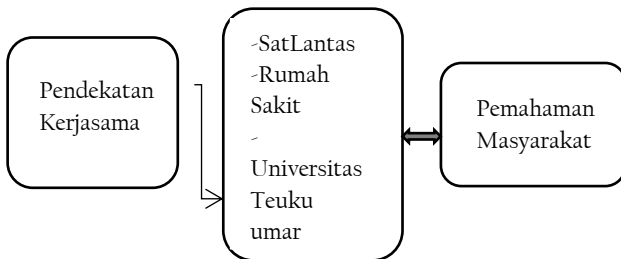 Pendekatan
Kerjasama
-SatLantas
-Rumah
Sakit
-
Universitas
Teuku
umar
Pemahaman
Masyarakat